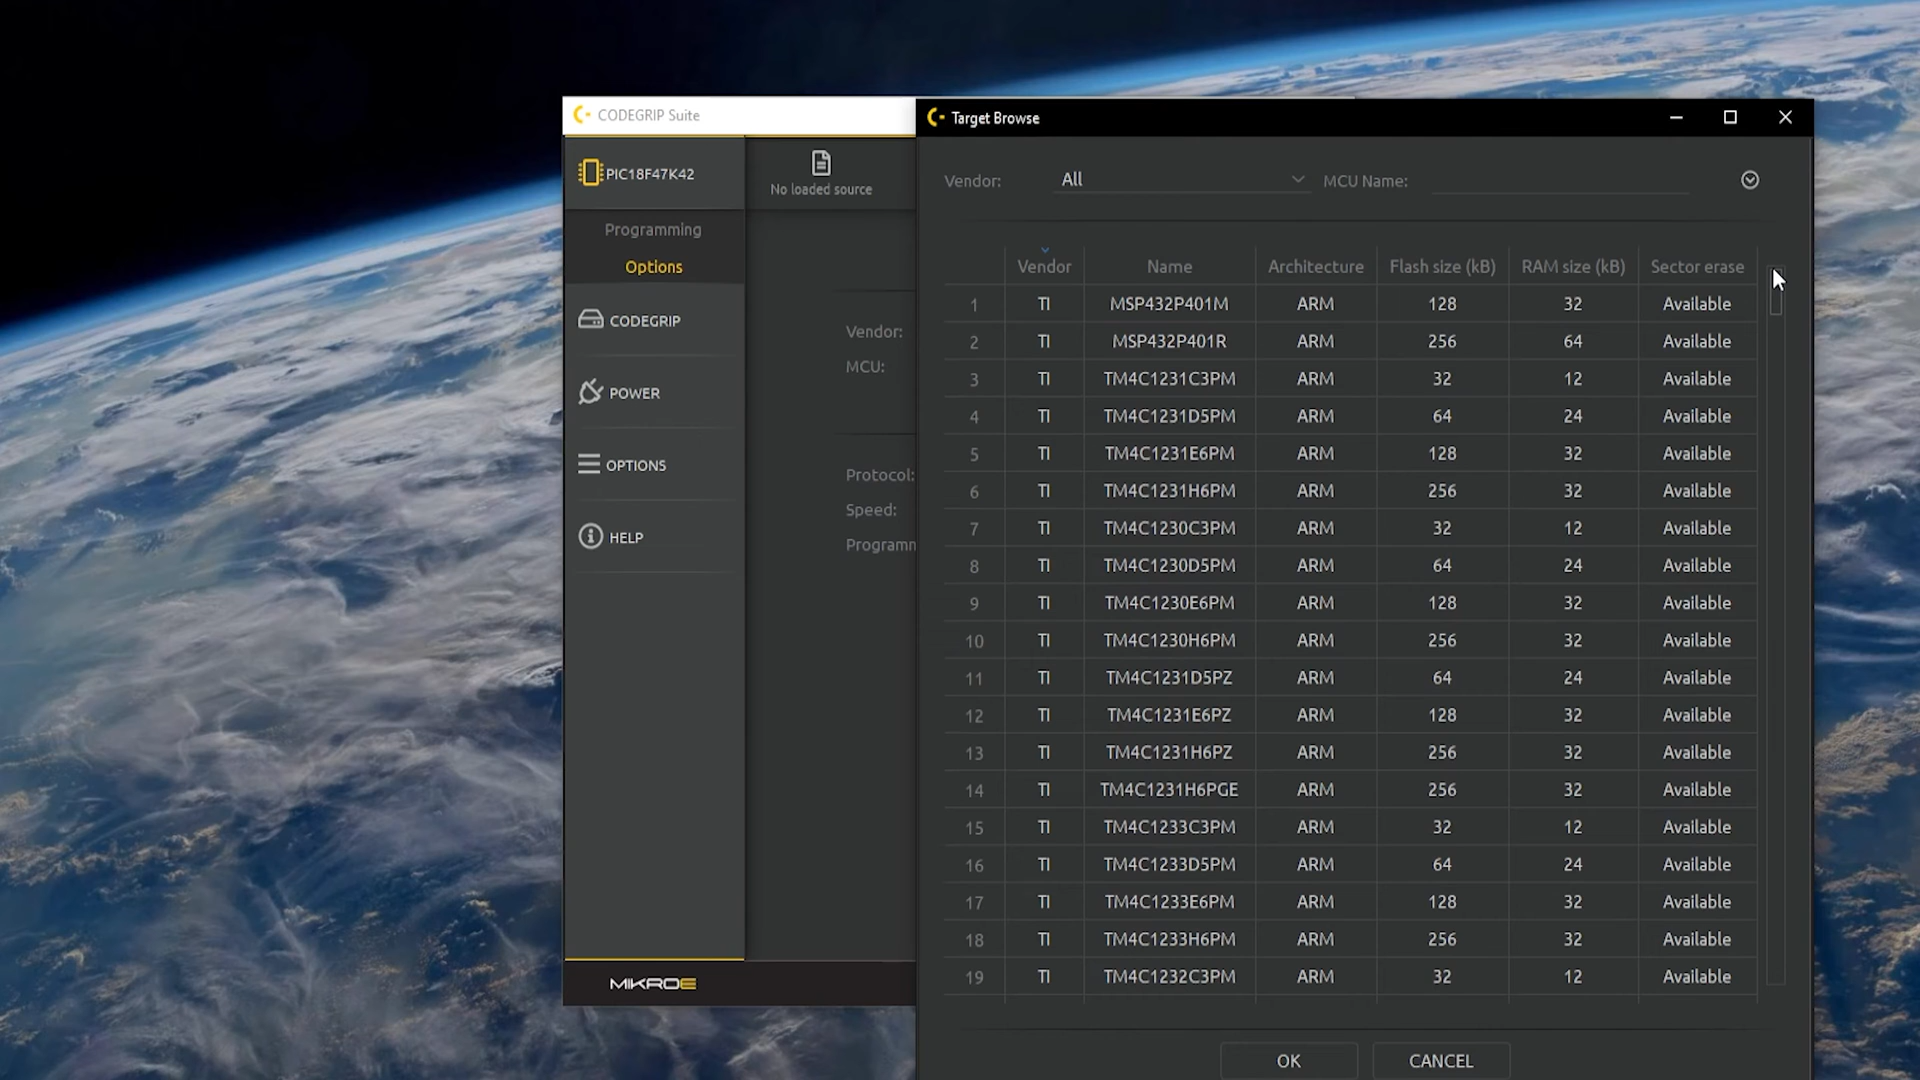 CODEGRIP Suite
PIC18F47K42
No loaded source
Programming
Options
CODEGRIP
POWER
OPTIONS
HELP
Vendor:
MCU:
Protocol:
Speed:
Programm
MIKROE
Target Browse
Vendor: All MCU Name:
Vendor Name Architecture Flash size (kB) RAM size (kB) Sector erase
1 TI MSP432P401M ARM 128 32 Available
2 TI MSP432P401R ARM 256 64 Available
3 TI TM4C1231C3PM ARM 32 12 Available
4 TI TM4C1231D5PM ARM 64 24 Available
5 TI TM4C1231E6PM ARM 128 32 Available
6 TI TM4C1231H6PM ARM 256 32 Available
7 TI TM4C1230C3PM ARM 32 12 Available
8 TI TM4C1230D5PM ARM 64 24 Available
9 TI TM4C1230E6PM ARM 128 32 Available
10 TI TM4C1230H6PM ARM 256 32 Available
11 TI TM4C1231D5PZ ARM 64 24 Available
12 TI TM4C1231E6PZ ARM 128 32 Available
13 TI TM4C1231H6PZ ARM 256 32 Available
14 TI TM4C1231H6PGE ARM 256 32 Available
15 TI TM4C1233C3PM ARM 32 12 Available
16 TI TM4C1233D5PM ARM 64 24 Available
17 TI TM4C1233E6PM ARM 128 32 Available
18 TI TM4C1233H6PM ARM 256 32 Available
19 TI TM4C1232C3PM ARM 32 12 Available
OK CANCEL